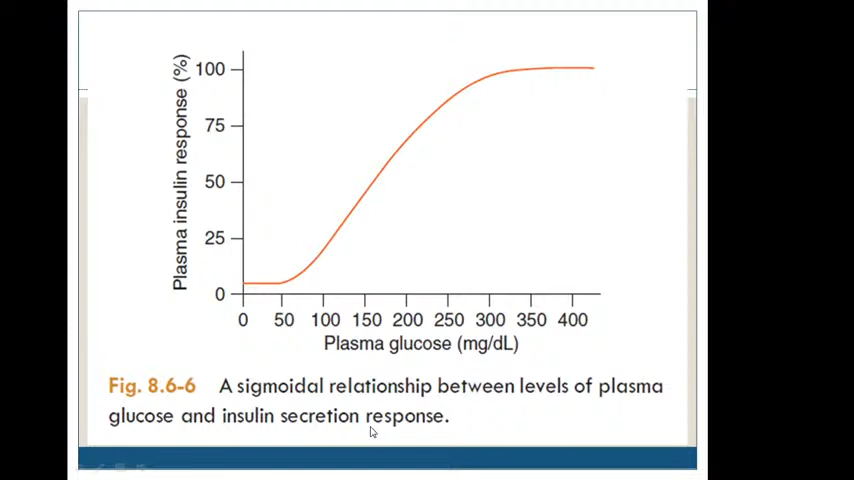 Plasma insulin response (%)
100
75
50
25
0
0 50 100 150 200 250 300 350 400
Plasma glucose (mg/dL)
Fig. 8.6-6 A sigmoidal relationship between levels of plasma
glucose and insulin secretion response.